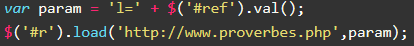 var param = 'l=' + $('#ref').val();
$('#r').load('http://www.proverbes.php',param);